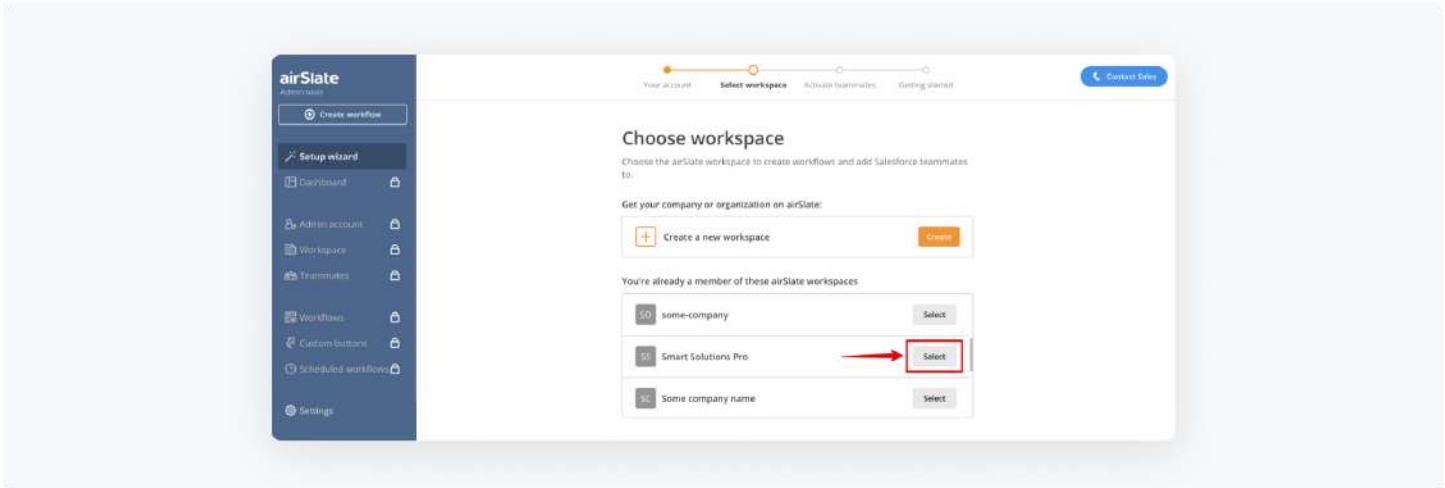 airSlate
Admin tools
Create workflow
Setup wizard
Dashboard
Admin account
Workspace
Teammates
Workflows
Custom buttons
Scheduled workflows
Settings
Your account
Select workspace
Activate teammates
Getting started
Contact Sales
Choose workspace
Choose the airSlate workspace to create workflows and add Salesforce teammates
to.
Get your company or organization on airSlate:
Create a new workspace
Create
You're already a member of these airSlate workspaces
SO
some-company
Select
SS
Smart Solutions Pro
Select
SC
Some company name
Select